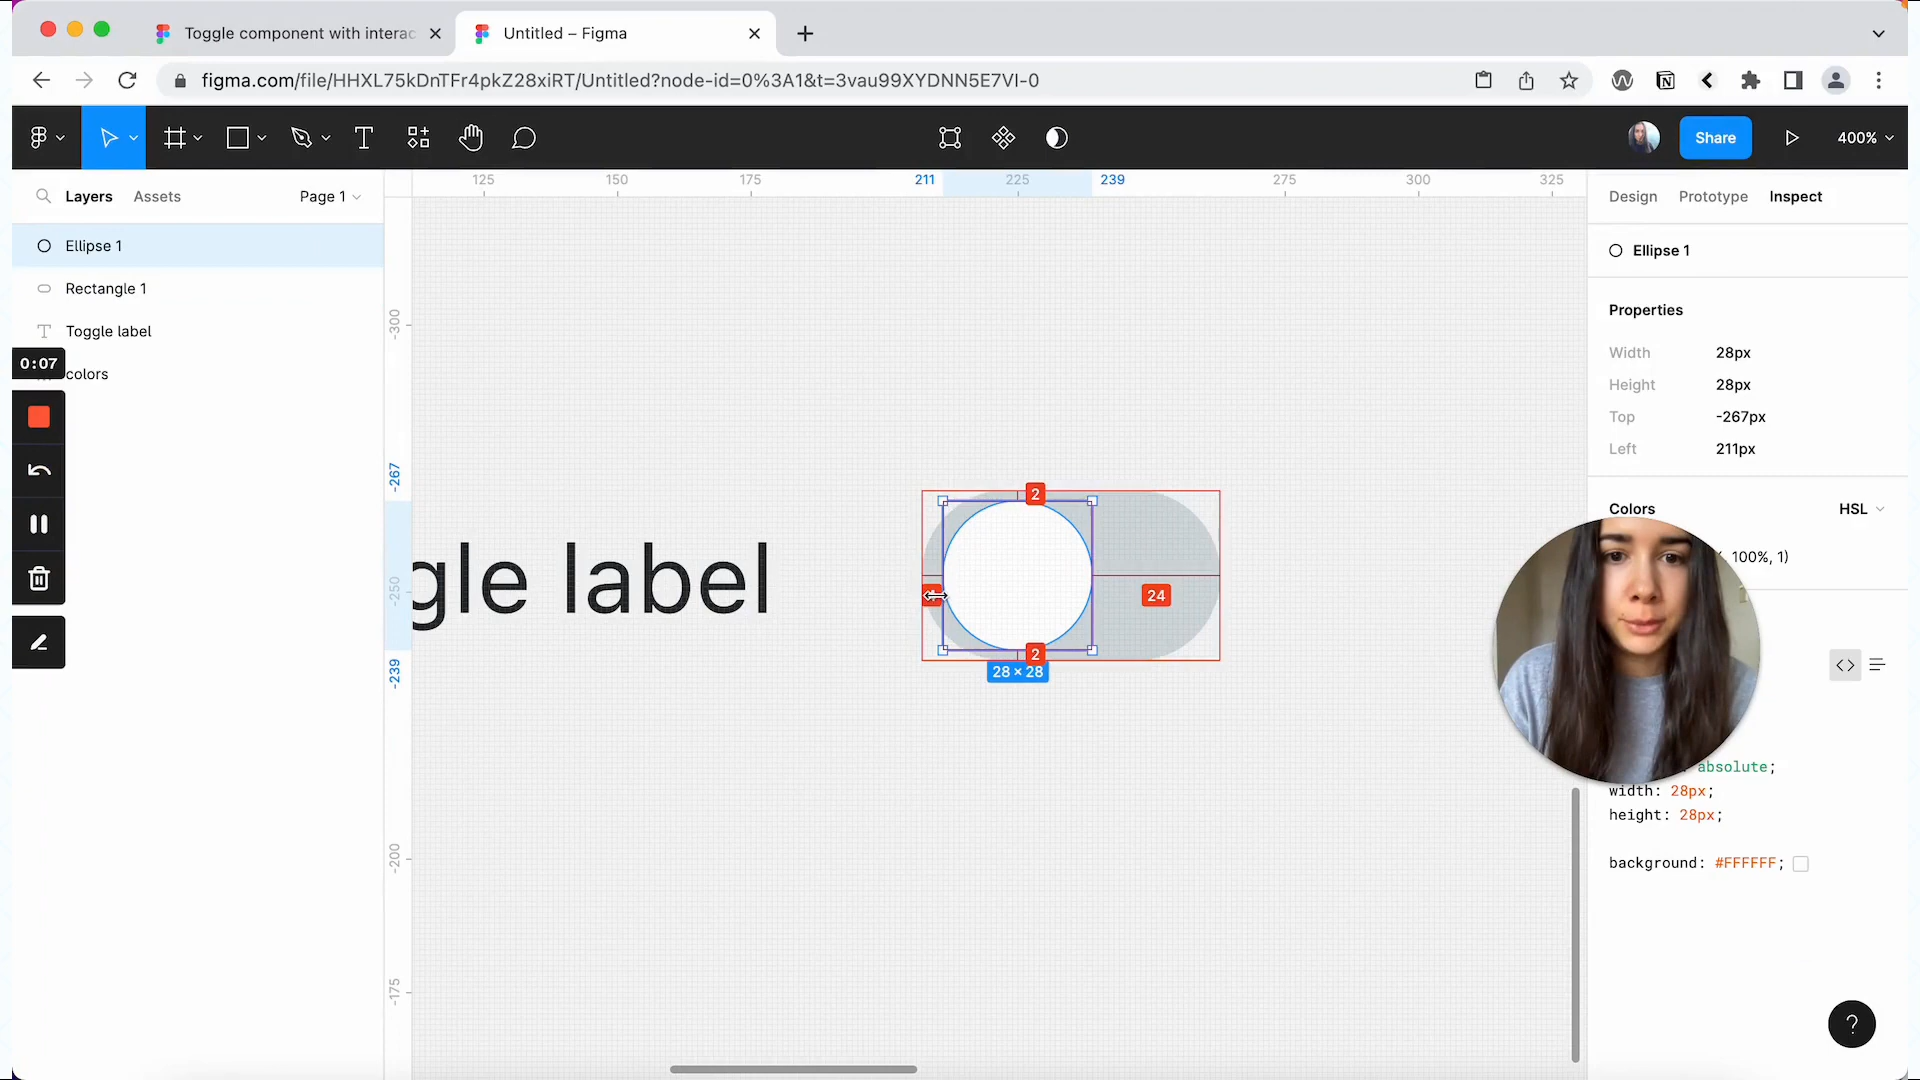 Toggle component with interac
Untitled – Figma
figma.com/file/HHXL75kDnTFr4pkZ28xiRT/Untitled?node-id=0%3A1&t=3vau99XYDNN5E7VI-0
Share
400%
Layers
Assets
Page 1
125
150
175
211
225
239
275
300
325
Design
Prototype
Inspect
Ellipse 1
Rectangle 1
Toggle label
colors
0:07
-300
-267
-250
-239
-200
-175
gle label
2
24
2
28 × 28
Ellipse 1
Properties
Width 28px
Height 28px
Top -267px
Left 211px
Colors
HSL
100%, 1)
absolute;
width: 28px;
height: 28px;
background: #FFFFFF;
?